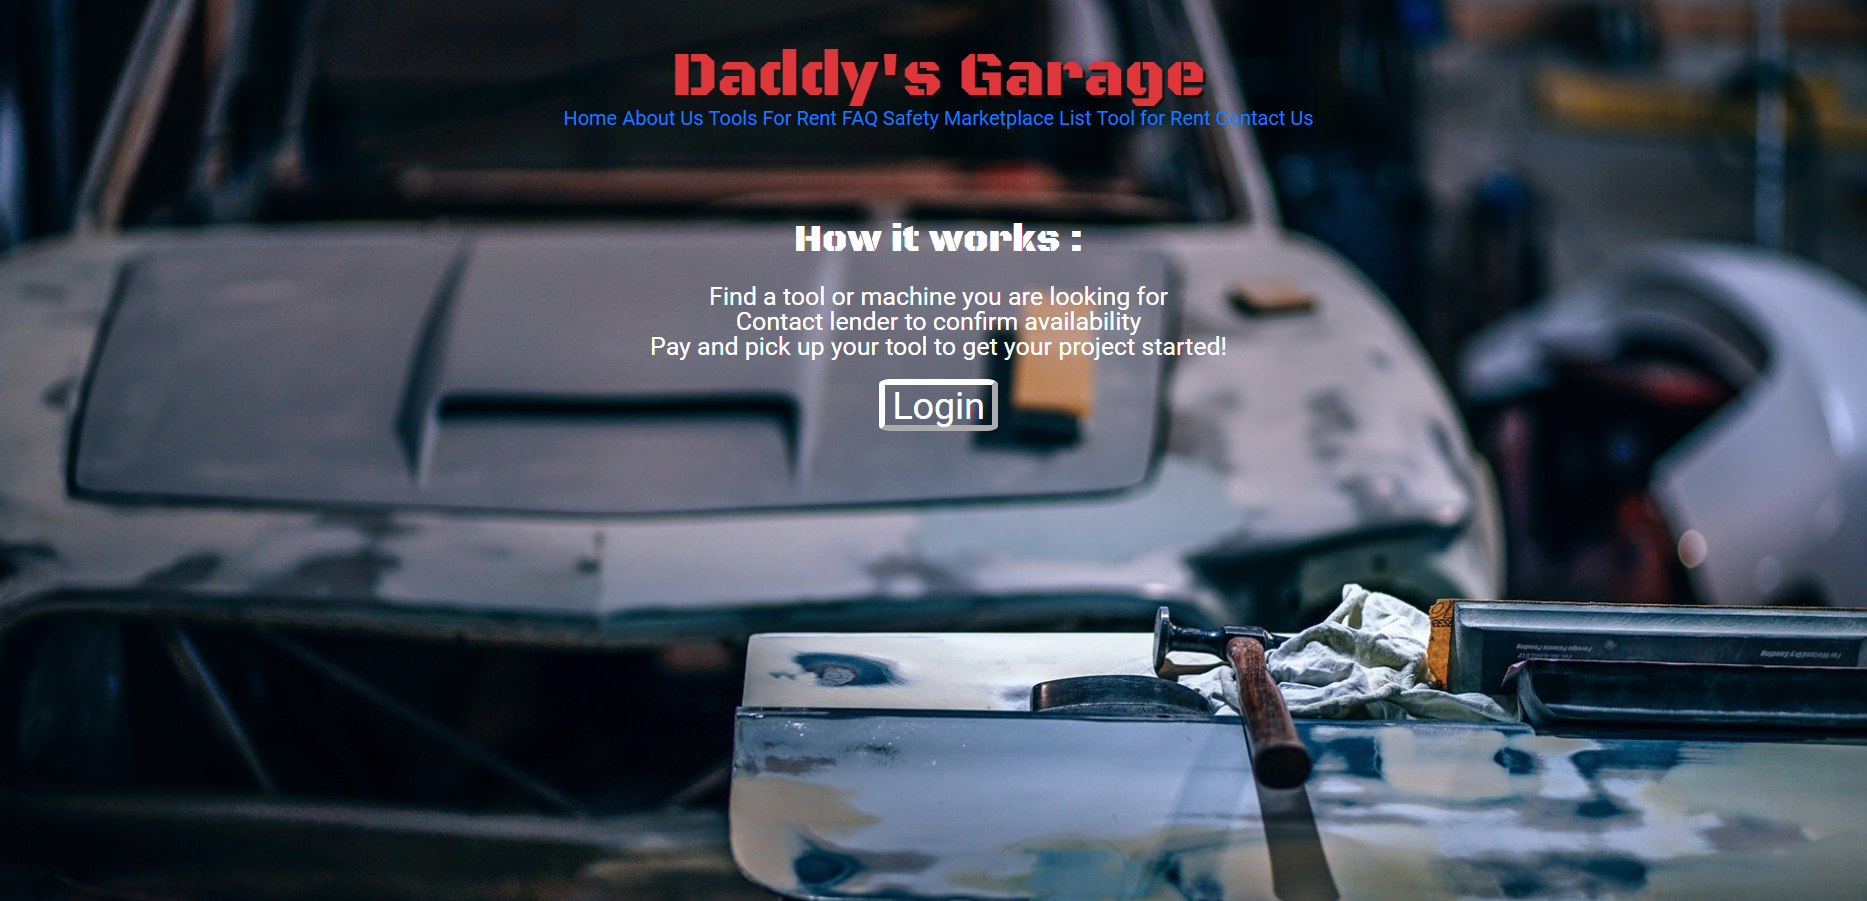 Daddy's Garage
Home About Us Tools For Rent FAQ Safety Marketplace List Tool for Rent Contact Us
How it works :
Find a tool or machine you are looking for
Contact lender to confirm availability
Pay and pick up your tool to get your project started!
Login